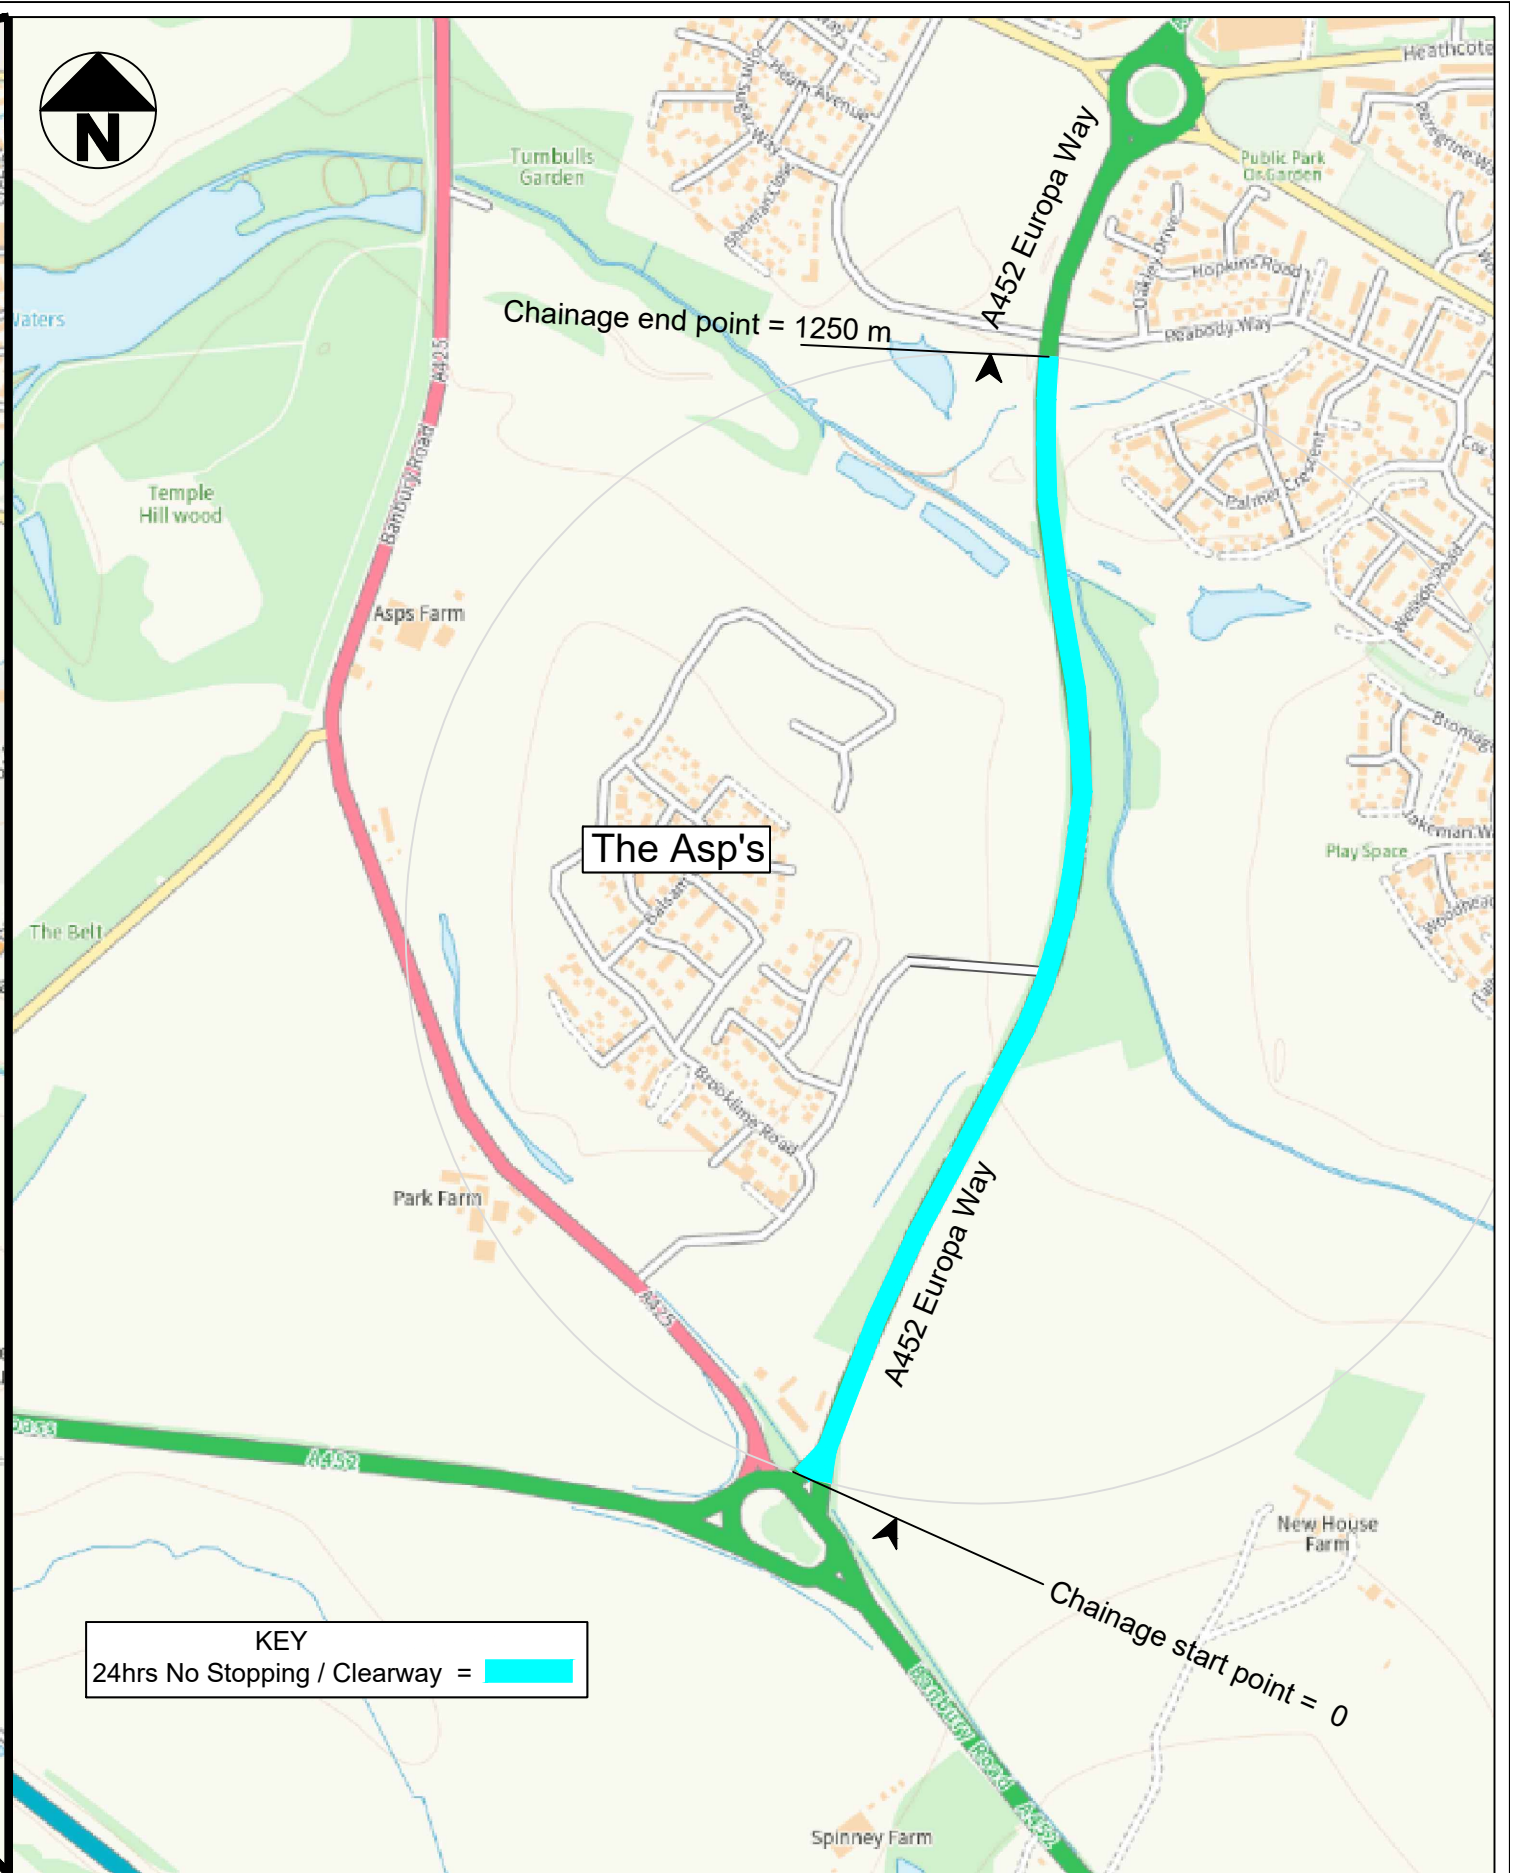 N
Heathcote
Hearn Avenue
Turnbulls
Garden
Public Park
Or Garden
A452 Europa Way
Sherman Close
Oakley Drive
Hopkins Road
Peabody Way
Chainage end point = 1250 m
A425
Banbury Road
Temple
Hill wood
Palmer Crescent
Asps Farm
The Asp's
Play Space
The Belt
Brooklime Road
Park Farm
A425
A452 Europa Way
A452
New House
Farm
Chainage start point = 0
KEY
24hrs No Stopping / Clearway =
Banbury Road A452
Spinney Farm